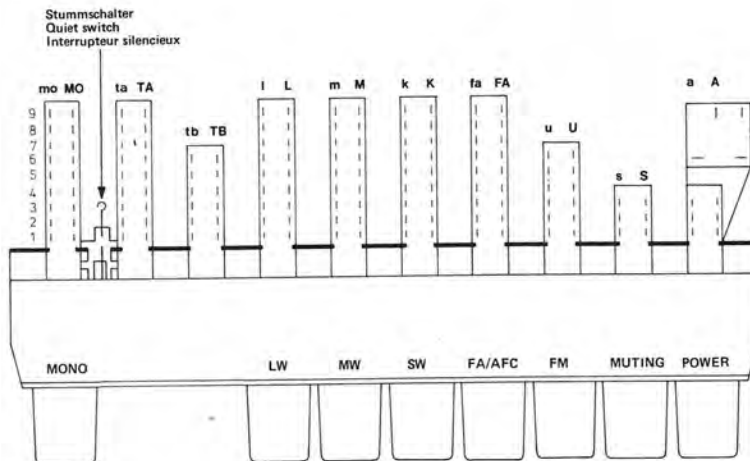 Stummschalter
Quiet switch
Interrupteur silencieux
mo MO ta TA tb TB l L m M k K fa FA u U s S a A
9
8
7
6
5
4
3
2
1
MONO LW MW SW FA/AFC FM MUTING POWER